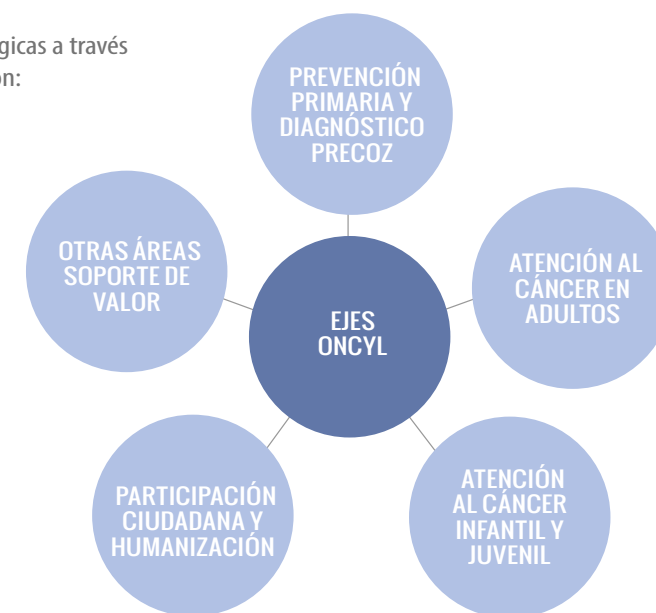 gicas a través
ón:
PREVENCIÓN
PRIMARIA Y
DIAGNÓSTICO
PRECOZ
ATENCIÓN AL
CÁNCER EN
ADULTOS
ATENCIÓN
AL CÁNCER
INFANTIL Y
JUVENIL
PARTICIPACIÓN
CIUDADANA Y
HUMANIZACIÓN
OTRAS ÁREAS
SOPORTE DE
VALOR
EJES
ONCYL